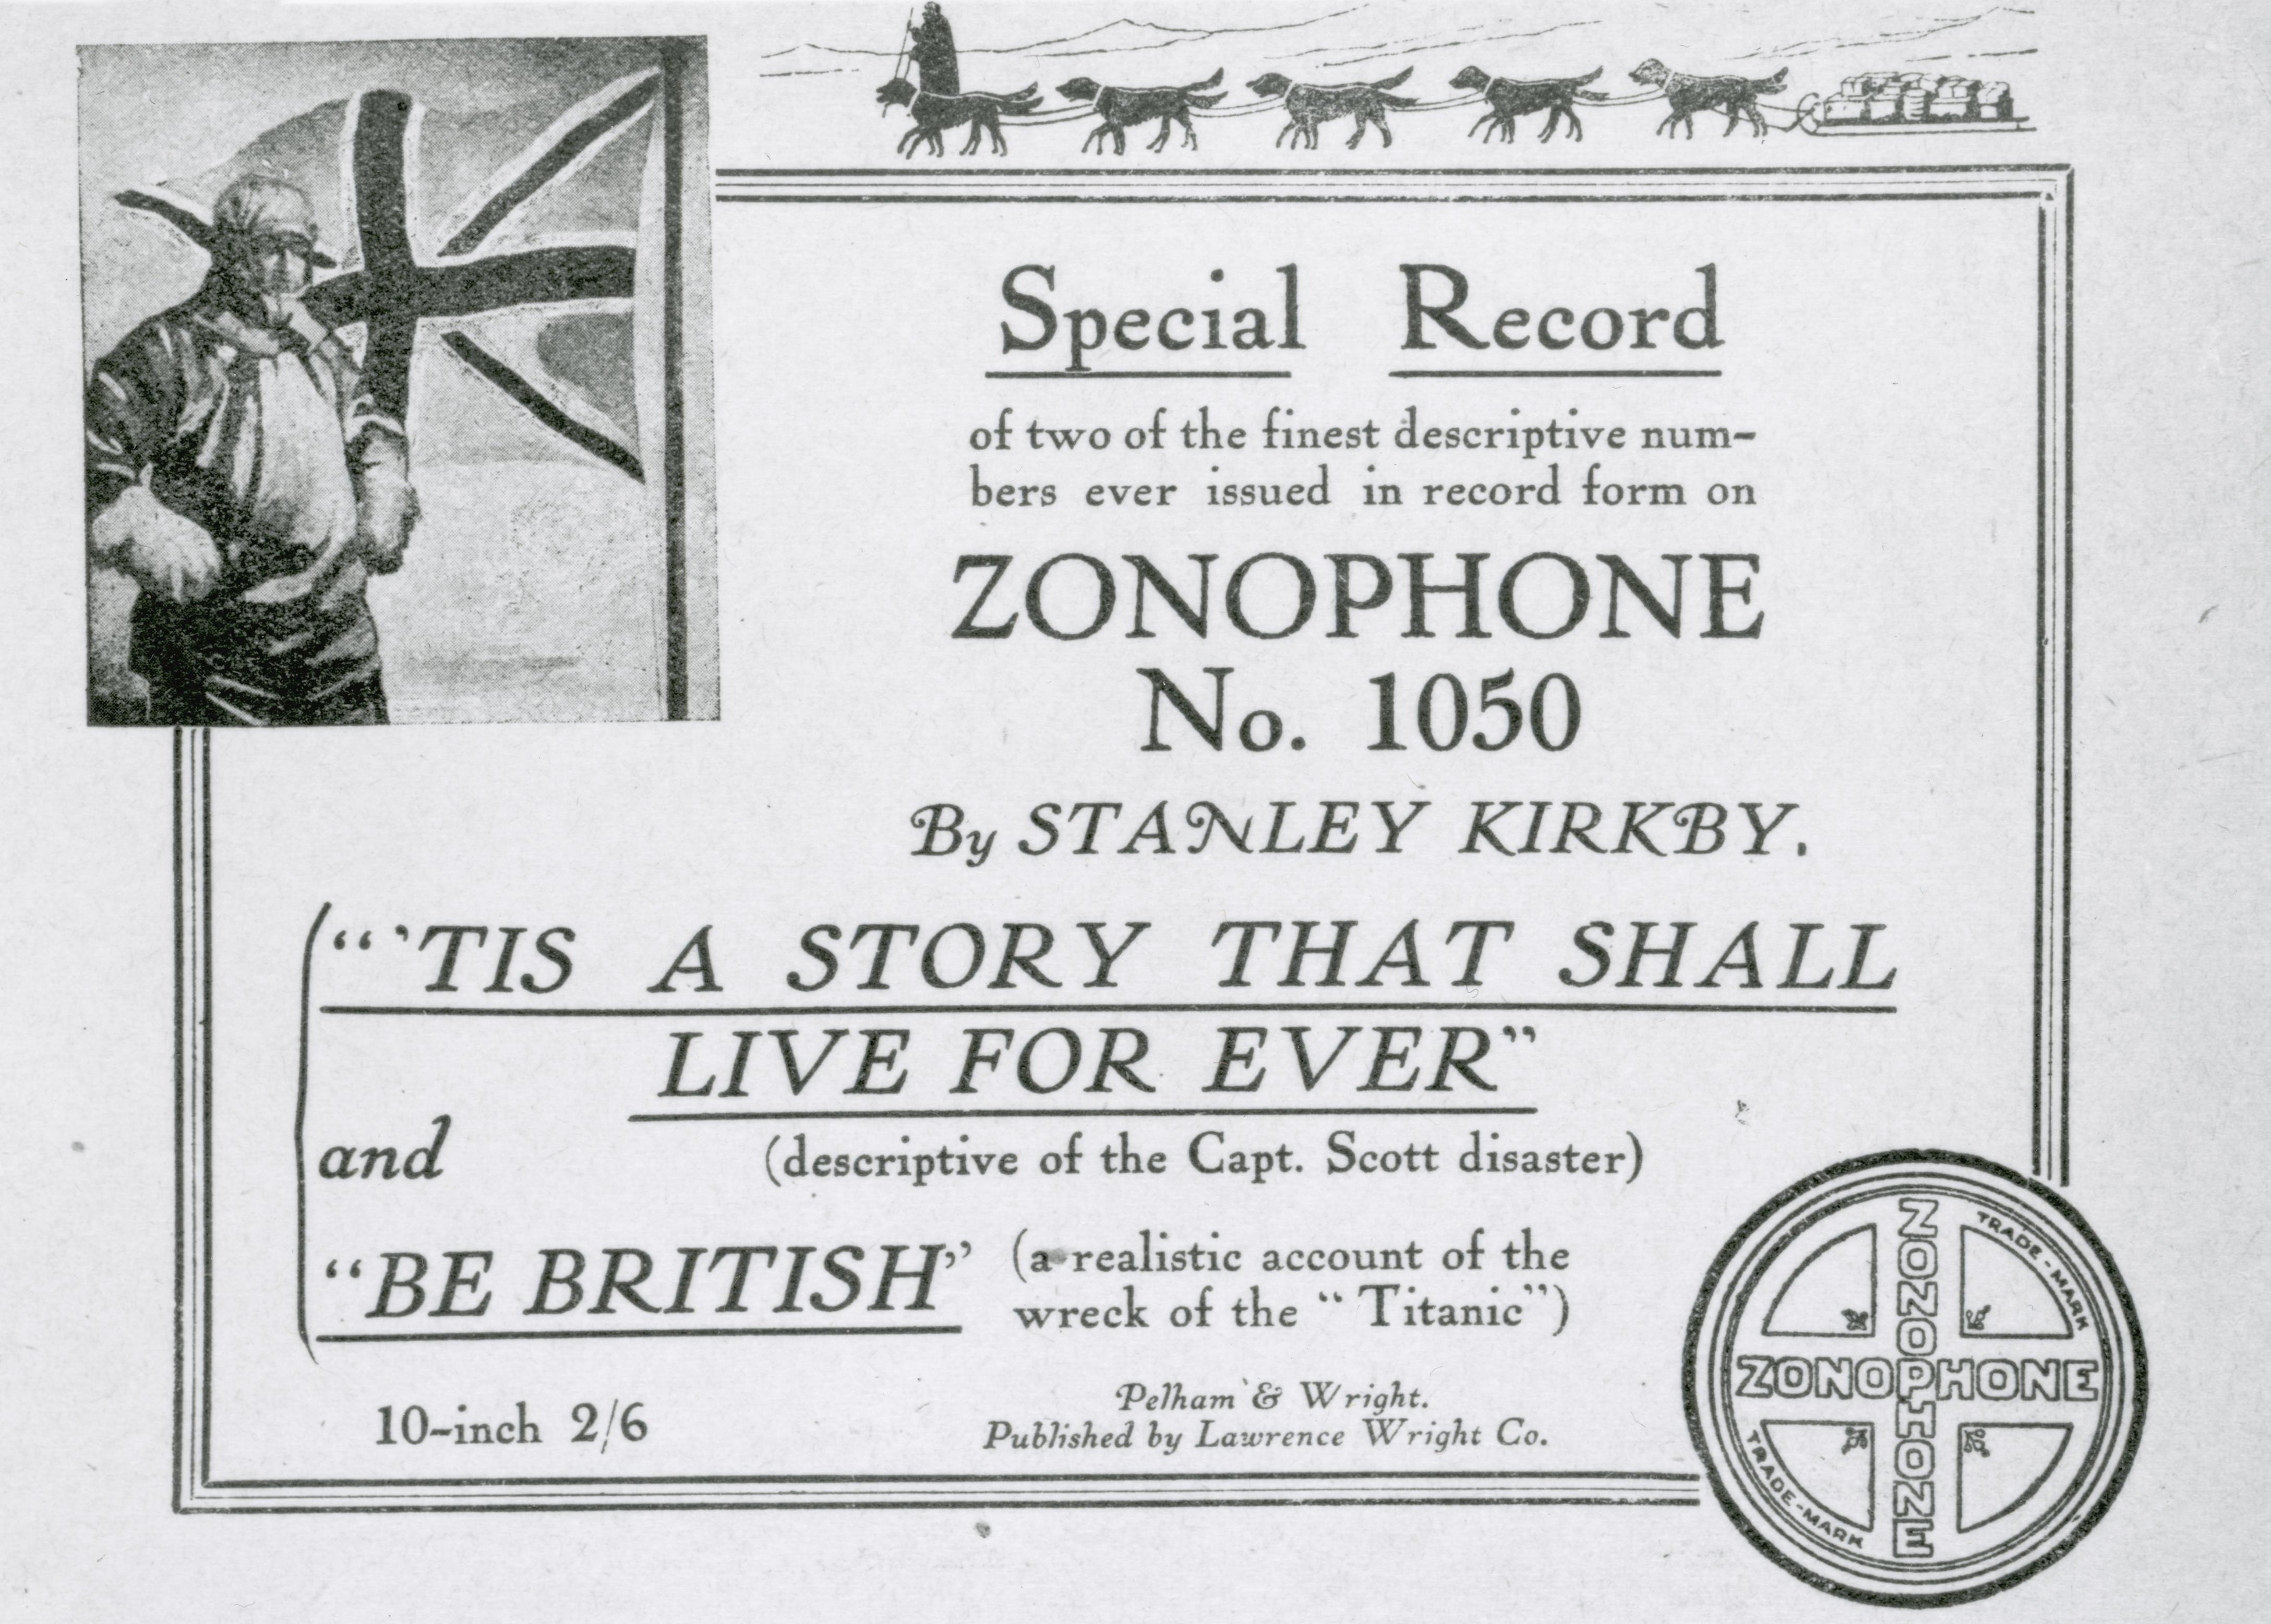 Special Record
of two of the finest descriptive num-
bers ever issued in record form on
ZONOPHONE
No. 1050
By STANLEY KIRKBY.
“‘TIS A STORY THAT SHALL
LIVE FOR EVER”
and (descriptive of the Capt. Scott disaster)
“BE BRITISH” (a realistic account of the
wreck of the “Titanic”)
10-inch 2/6
Pelham & Wright.
Published by Lawrence Wright Co.
ZONOPHONE
ZONOPHONE
TRADE-MARK
TRADE-MARK